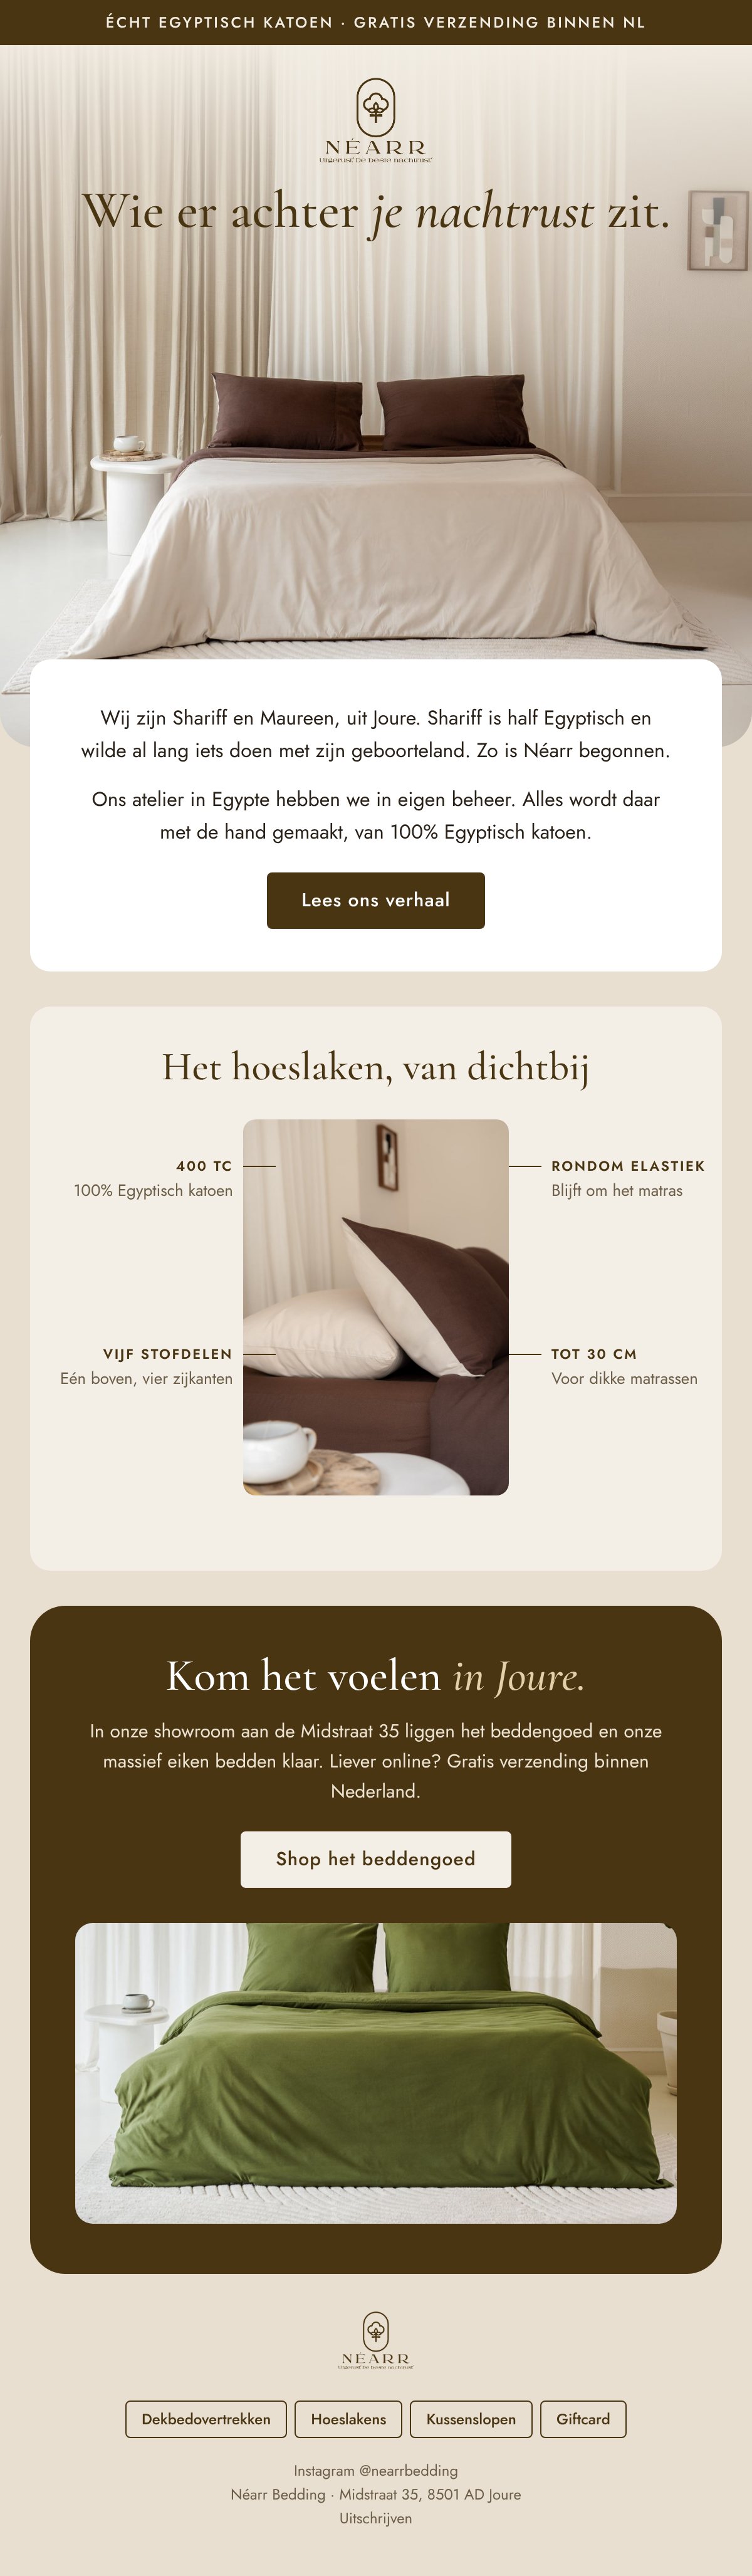 ÉCHT EGYPTISCH KATOEN · GRATIS VERZENDING BINNEN NL
NÉARR
Uitgerust? De beste nachtrust?
Wie er achter je nachtrust zit.
Wij zijn Shariff en Maureen, uit Joure. Shariff is half Egyptisch en
wilde al lang iets doen met zijn geboorteland. Zo is Néarr begonnen.
Ons atelier in Egypte hebben we in eigen beheer. Alles wordt daar
met de hand gemaakt, van 100% Egyptisch katoen.
Lees ons verhaal
Het hoeslaken, van dichtbij
400 TC
100% Egyptisch katoen
RONDOM ELASTIEK
Blijft om het matras
VIJF STOFDELEN
Eén boven, vier zijkanten
TOT 30 CM
Voor dikke matrassen
Kom het voelen in Joure.
In onze showroom aan de Midstraat 35 liggen het beddengoed en onze
massief eiken bedden klaar. Liever online? Gratis verzending binnen
Nederland.
Shop het beddengoed
NÉARR
Dekbedovertrekken
Hoeslakens
Kussenslopen
Giftcard
Instagram @nearrbedding
Néarr Bedding · Midstraat 35, 8501 AD Joure
Uitschrijven